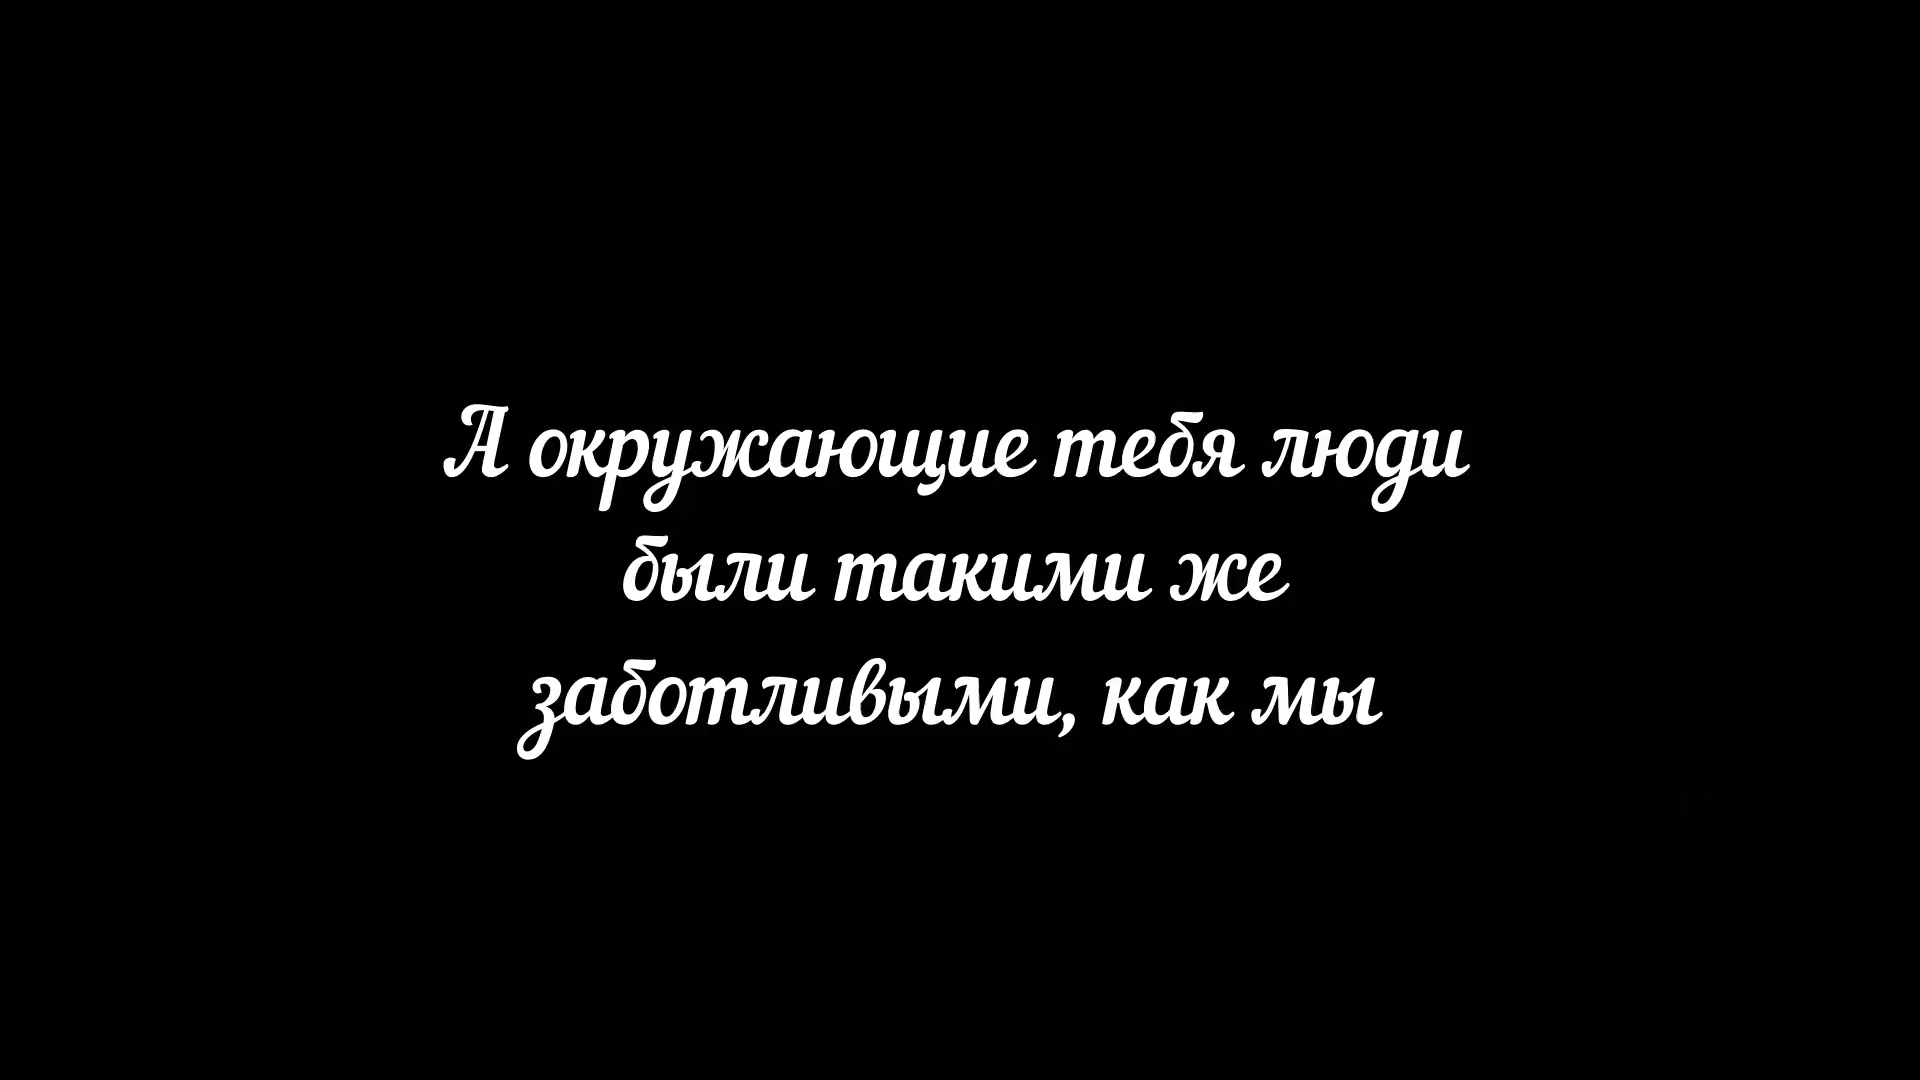 А окружающие тебя люди
были такими же
заботливыми, как мы